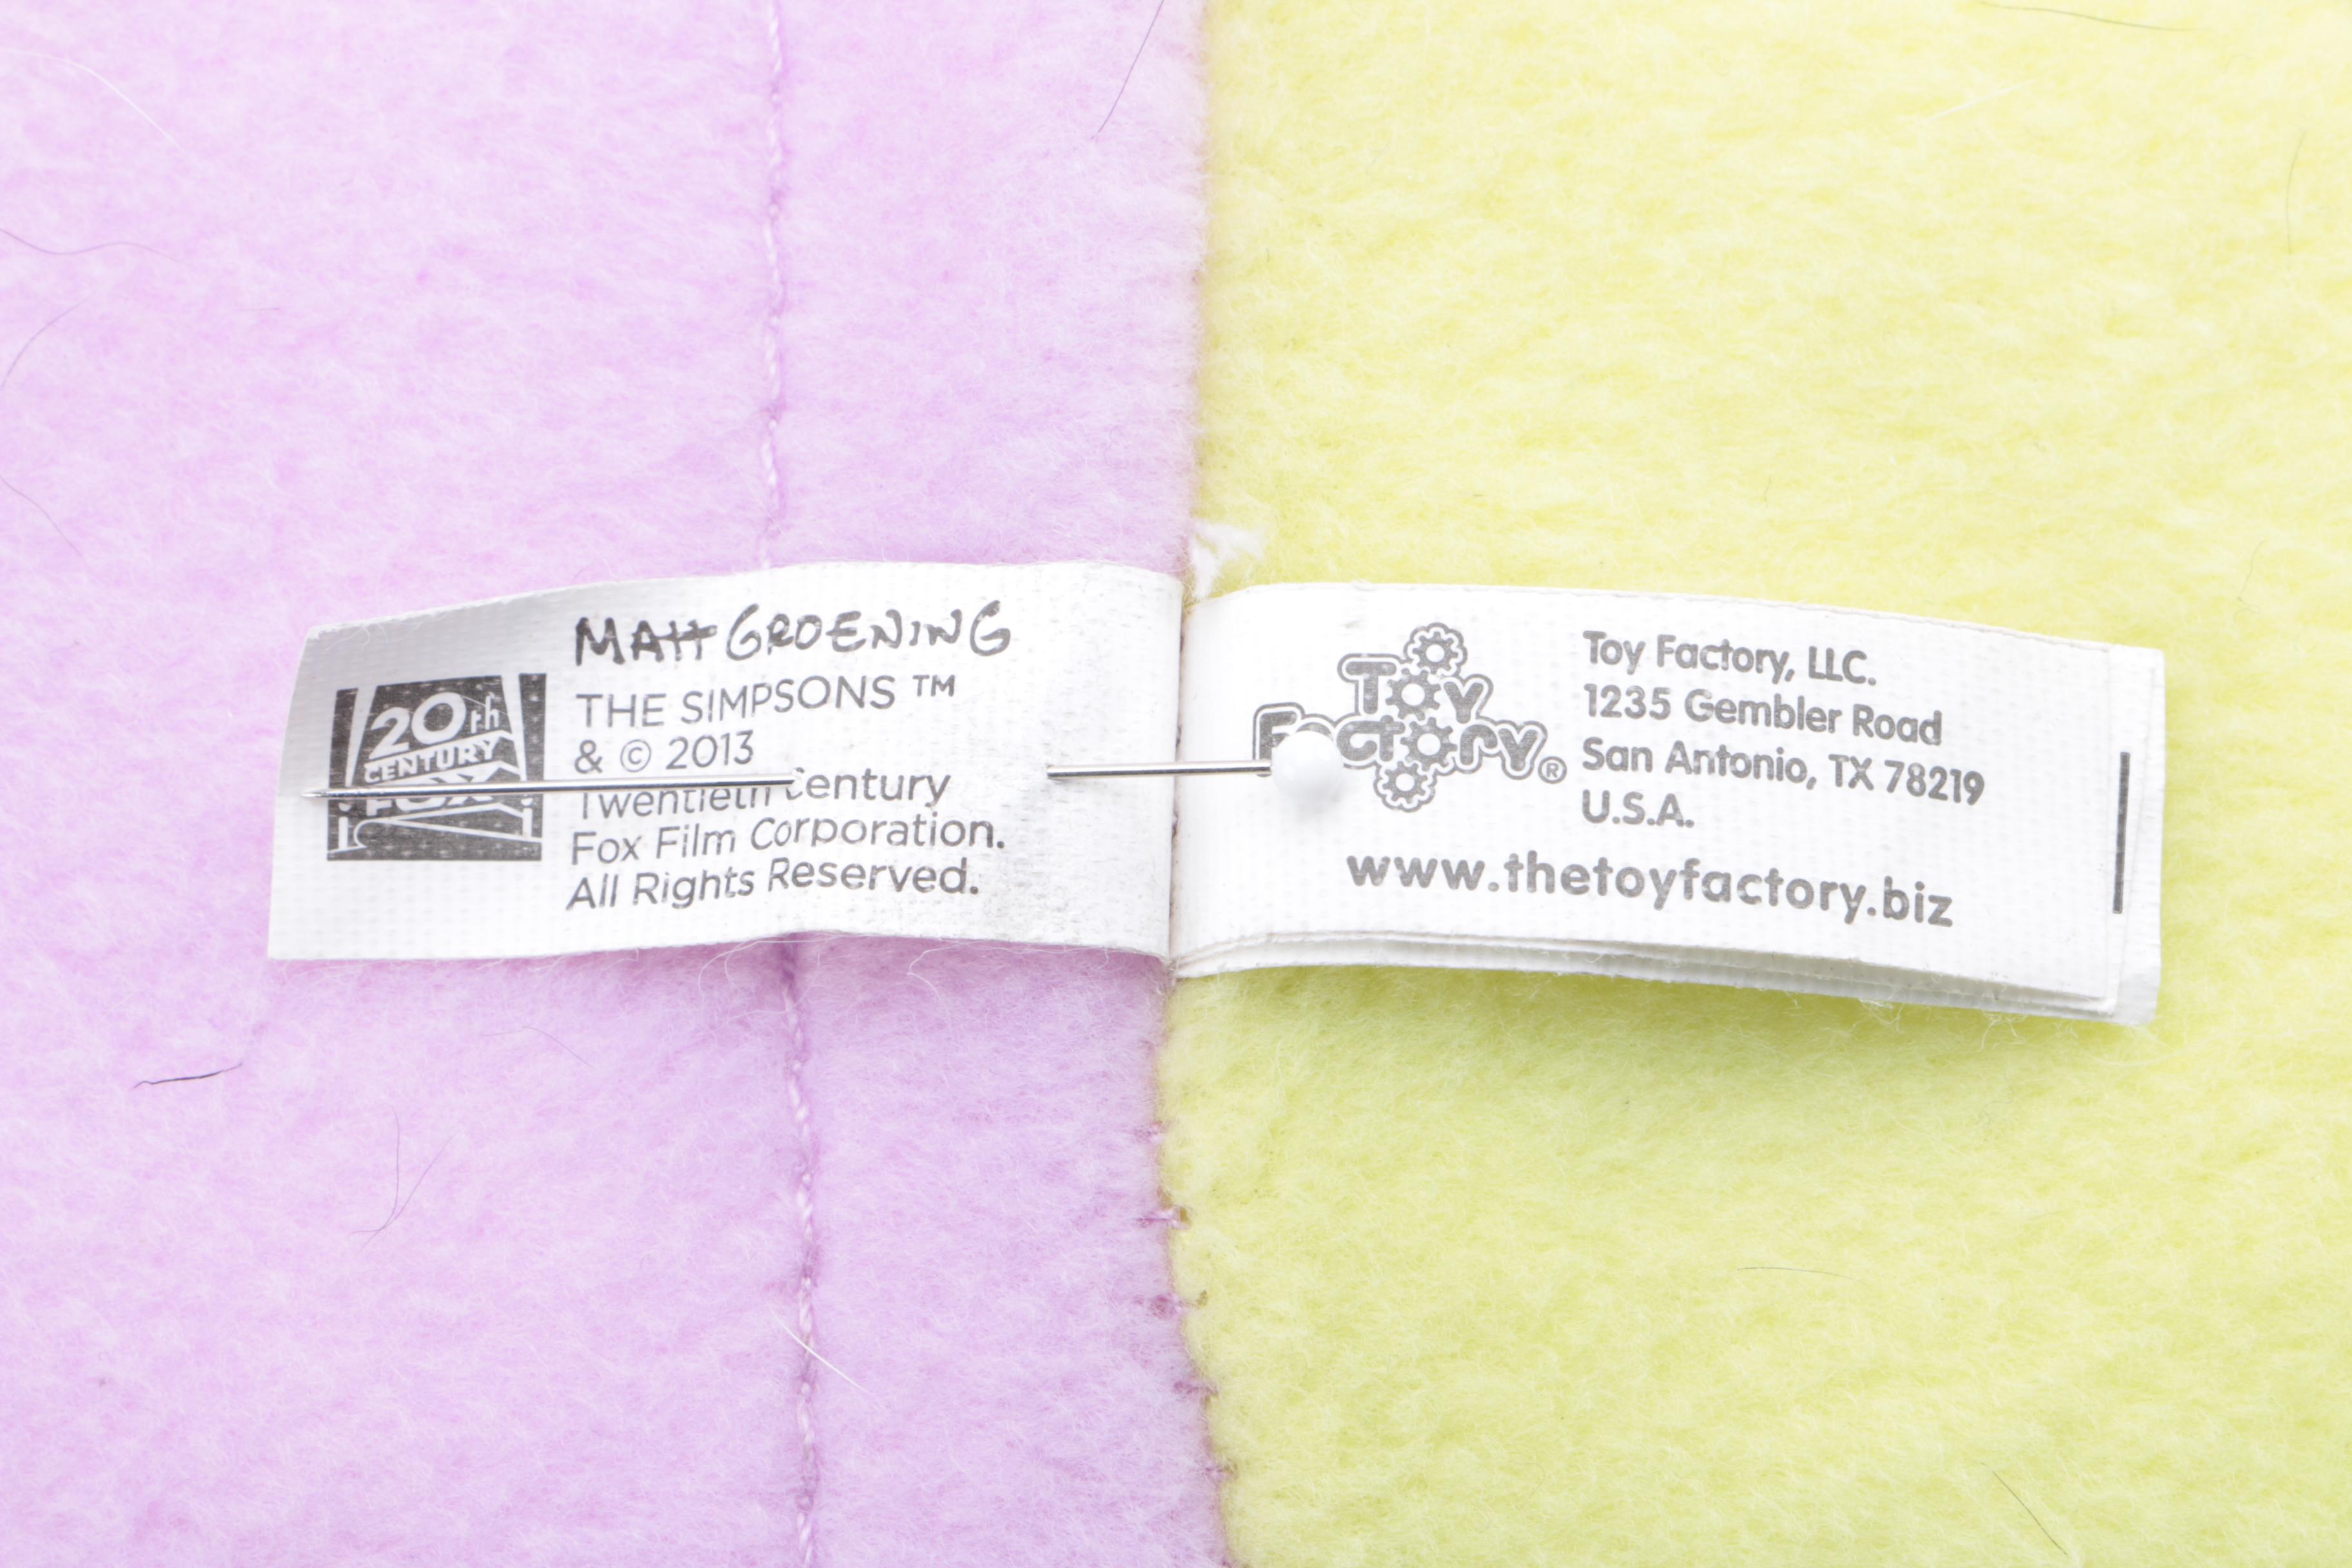 MATT GROENING
20th
CENTURY
FOX
THE SIMPSONS ™
& © 2013
Twentieth Century
Fox Film Corporation.
All Rights Reserved.
Toy
Factory®
Toy Factory, LLC.
1235 Gembler Road
San Antonio, TX 78219
U.S.A.
www.thetoyfactory.biz